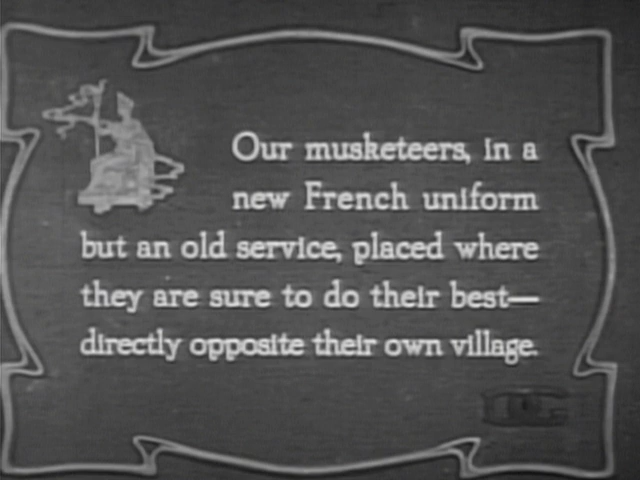 Our musketeers, in a
new French uniform
but an old service, placed where
they are sure to do their best—
directly opposite their own village.
DG